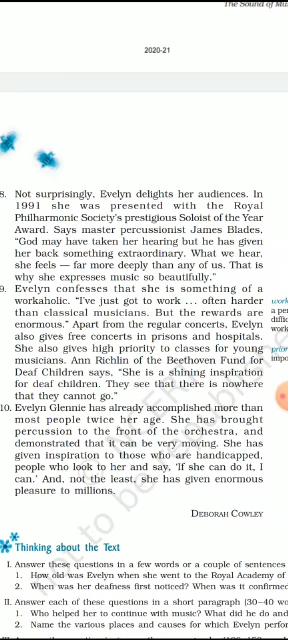 The Sound of Mu
2020-21
8. Not surprisingly, Evelyn delights her audiences. In
1991 she was presented with the Royal
Philharmonic Society's prestigious Soloist of the Year
Award. Says master percussionist James Blades,
“God may have taken her hearing but he has given
her back something extraordinary. What we hear,
she feels — far more deeply than any of us. That is
why she expresses music so beautifully.”
9. Evelyn confesses that she is something of a
workaholic. “I've just got to work ... often harder
than classical musicians. But the rewards are
enormous.” Apart from the regular concerts, Evelyn
also gives free concerts in prisons and hospitals.
She also gives high priority to classes for young
musicians. Ann Richlin of the Beethoven Fund for
Deaf Children says, “She is a shining inspiration
for deaf children. They see that there is nowhere
that they cannot go.”
work
a per
diffic
work
prior
impo
10. Evelyn Glennie has already accomplished more than
most people twice her age. She has brought
percussion to the front of the orchestra, and
demonstrated that it can be very moving. She has
given inspiration to those who are handicapped,
people who look to her and say, ‘If she can do it, I
can.’ And, not the least, she has given enormous
pleasure to millions.
DEBORAH COWLEY
Thinking about the Text
I. Answer these questions in a few words or a couple of sentences
1. How old was Evelyn when she went to the Royal Academy of
2. When was her deafness first noticed? When was it confirmed
II. Answer each of these questions in a short paragraph (30–40 wo
1. Who helped her to continue with music? What did he do and
2. Name the various places and causes for which Evelyn perfor
not to be